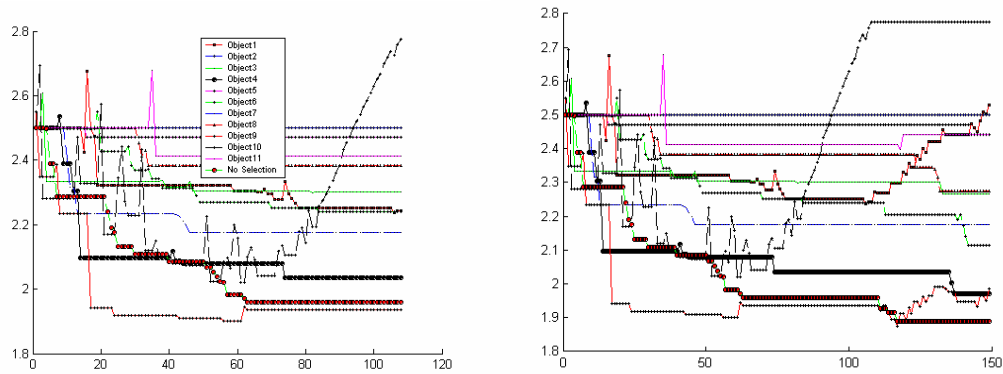 2.8
2.6
2.4
2.2
2
1.8
0 20 40 60 80 100 120
Object1
Object2
Object3
Object4
Object5
Object6
Object7
Object8
Object9
Object10
Object11
No Selection
2.8
2.7
2.6
2.5
2.4
2.3
2.2
2.1
2
1.9
1.8
0 50 100 150